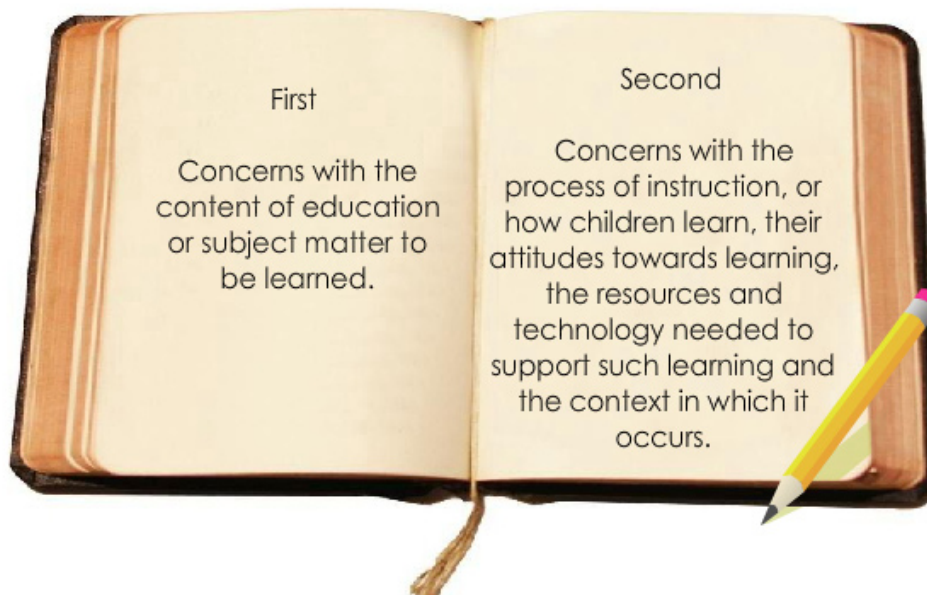 First
Concerns with the
content of education
or subject matter to
be learned.
Second
Concerns with the
process of instruction, or
how children learn, their
attitudes towards learning,
the resources and
technology needed to
support such learning and
the context in which it
occurs.